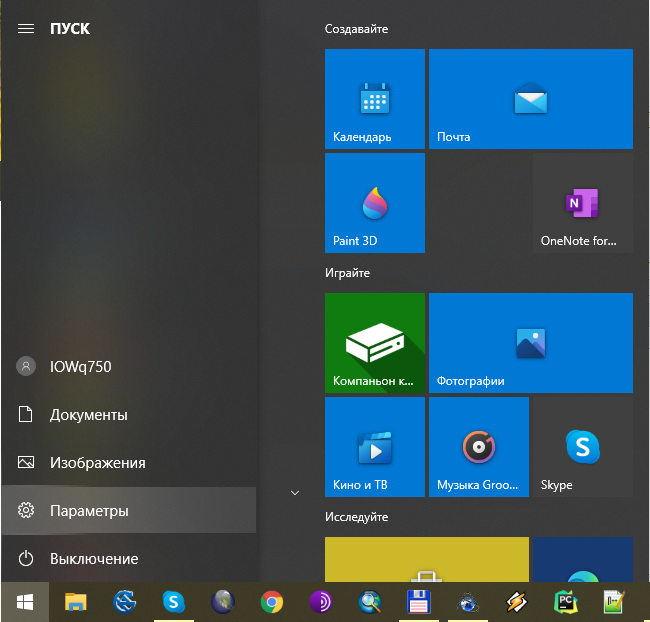 ПУСК
IOWq750
Документы
Изображения
Параметры
Выключение
Создавайте
Календарь
Почта
Paint 3D
N
OneNote for...
Играйте
Компаньон к...
Фотографии
Кино и ТВ
Музыка Groo...
S
Skype
Исследуйте
S
PC